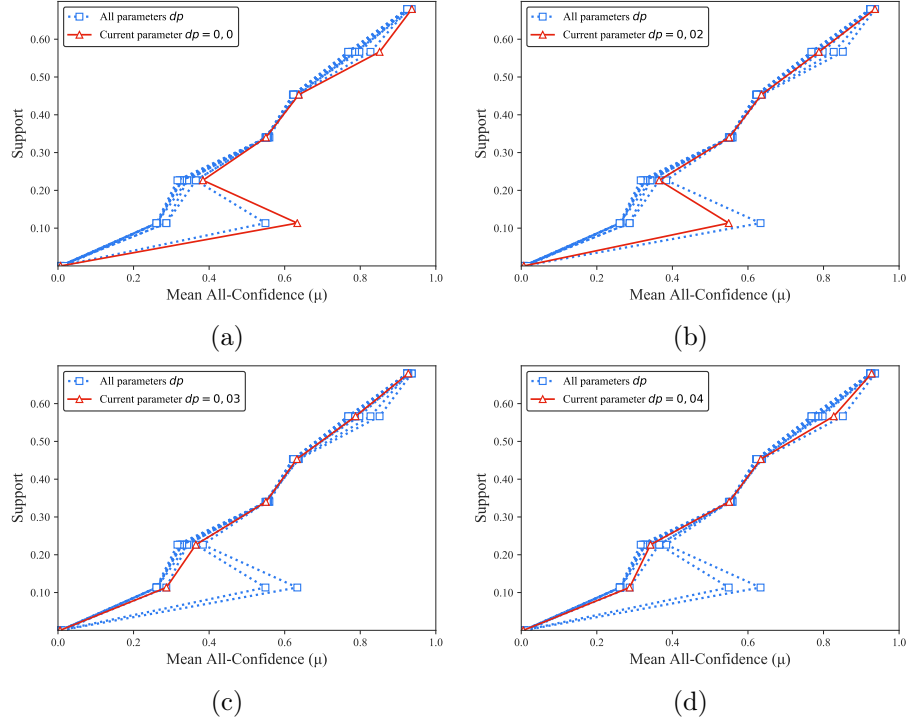 All parameters dp
Current parameter dp = 0, 0
0.60
0.50
0.40
0.30
0.20
0.10
Support
0.0
0.2
0.4
0.6
0.8
1.0
Mean All-Confidence (μ)
(a)
All parameters dp
Current parameter dp = 0, 02
0.60
0.50
0.40
0.30
0.20
0.10
Support
0.0
0.2
0.4
0.6
0.8
1.0
Mean All-Confidence (μ)
(b)
All parameters dp
Current parameter dp = 0, 03
0.60
0.50
0.40
0.30
0.20
0.10
Support
0.0
0.2
0.4
0.6
0.8
1.0
Mean All-Confidence (μ)
(c)
All parameters dp
Current parameter dp = 0, 04
0.60
0.50
0.40
0.30
0.20
0.10
Support
0.0
0.2
0.4
0.6
0.8
1.0
Mean All-Confidence (μ)
(d)